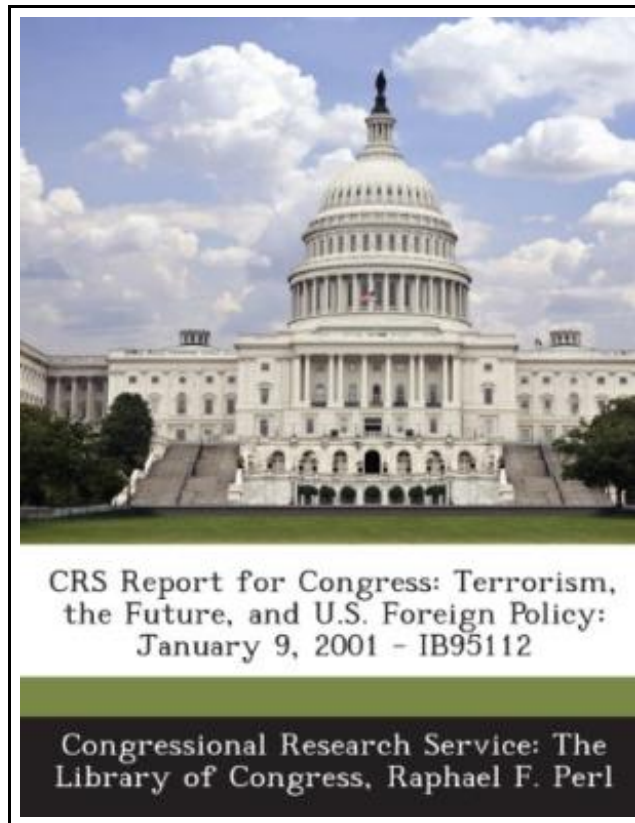 CRS Report for Congress: Terrorism,
the Future, and U.S. Foreign Policy:
January 9, 2001 - IB95112
Congressional Research Service: The
Library of Congress, Raphael F. Perl